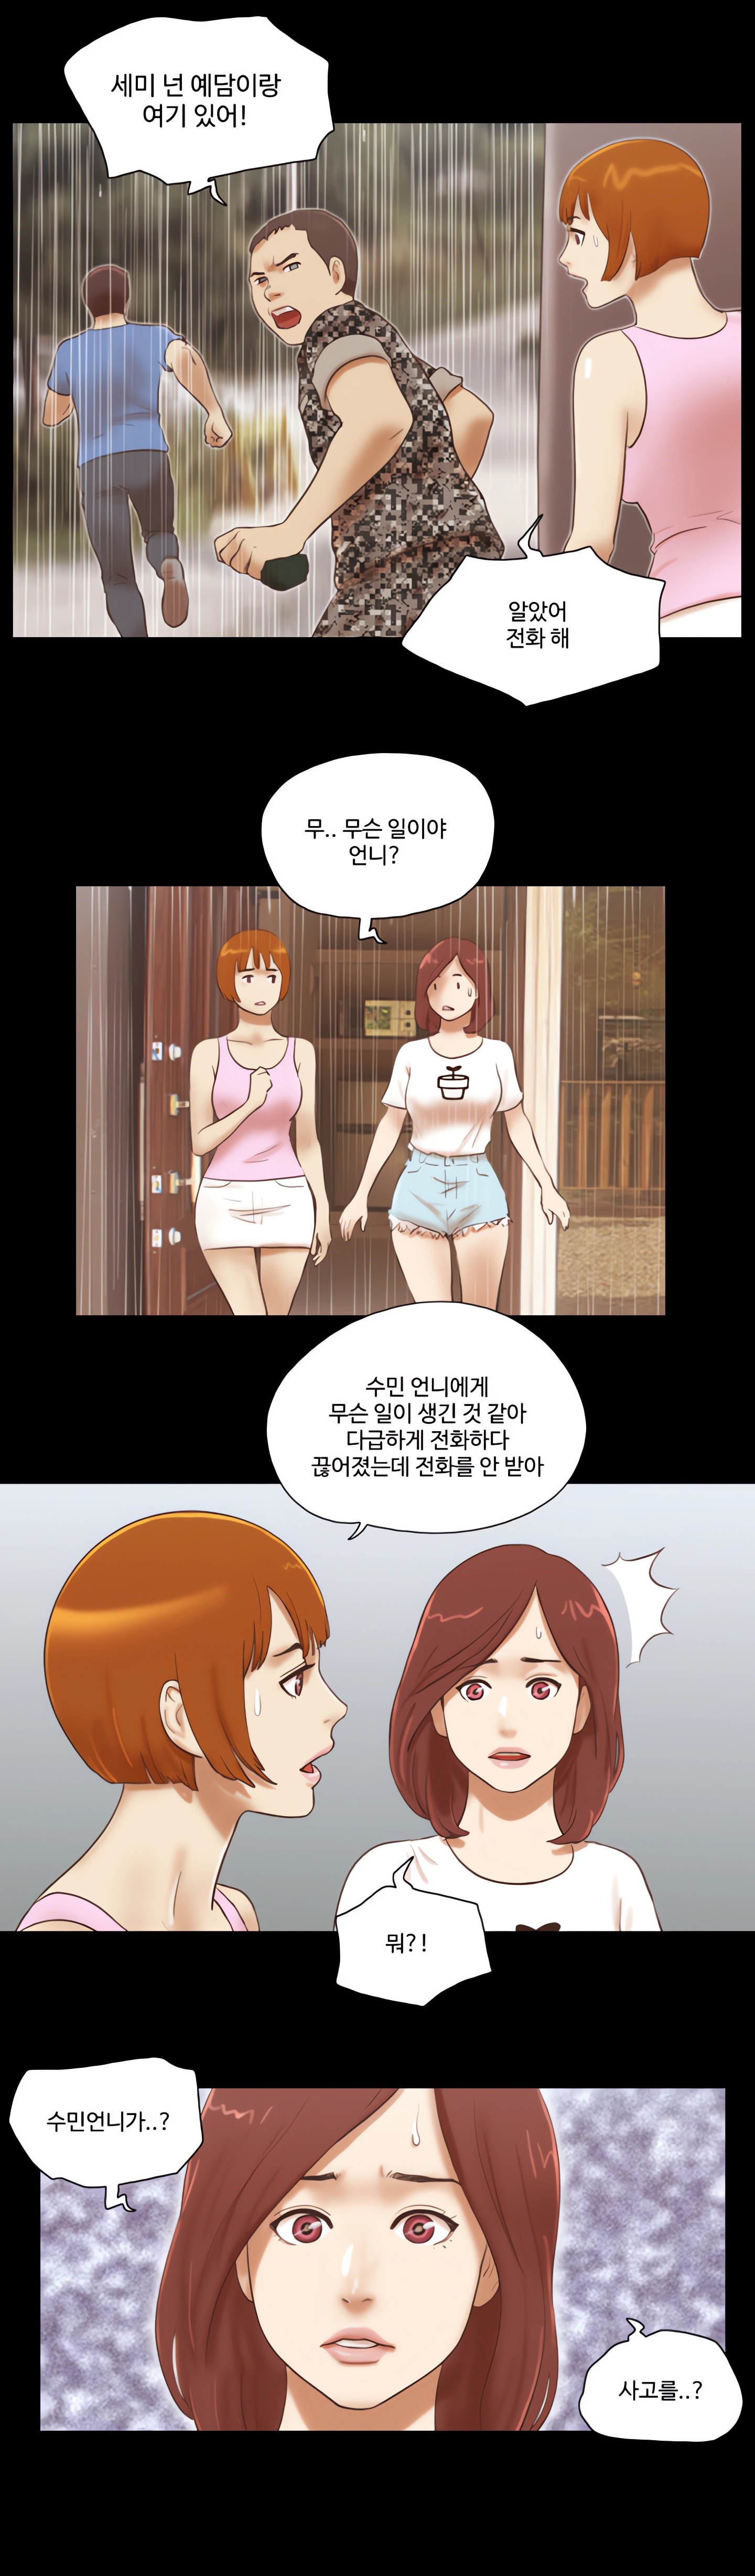 세미 넌 예담이랑
여기 있어!
알았어
전화 해
무.. 무슨 일이야
언니?
수민 언니에게
무슨 일이 생긴 것 같아
다급하게 전화하다
끊어졌는데 전화를 안 받아
뭐?!
수민언니가..?
사고를..?